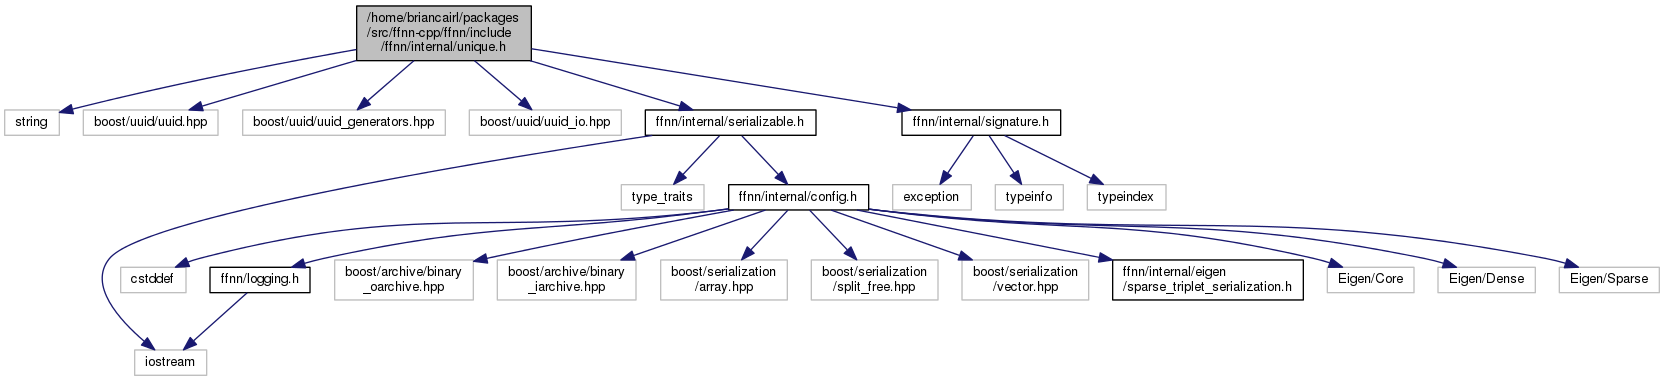 /home/briancairl/packages
/src/ffnn-cpp/ffnn/include
/ffnn/internal/unique.h
string
boost/uuid/uuid.hpp
boost/uuid/uuid_generators.hpp
boost/uuid/uuid_io.hpp
ffnn/internal/serializable.h
ffnn/internal/signature.h
type_traits
ffnn/internal/config.h
exception
typeinfo
typeindex
cstddef
ffnn/logging.h
boost/archive/binary
_oarchive.hpp
boost/archive/binary
_iarchive.hpp
boost/serialization
/array.hpp
boost/serialization
/split_free.hpp
boost/serialization
/vector.hpp
ffnn/internal/eigen
/sparse_triplet_serialization.h
Eigen/Core
Eigen/Dense
Eigen/Sparse
iostream